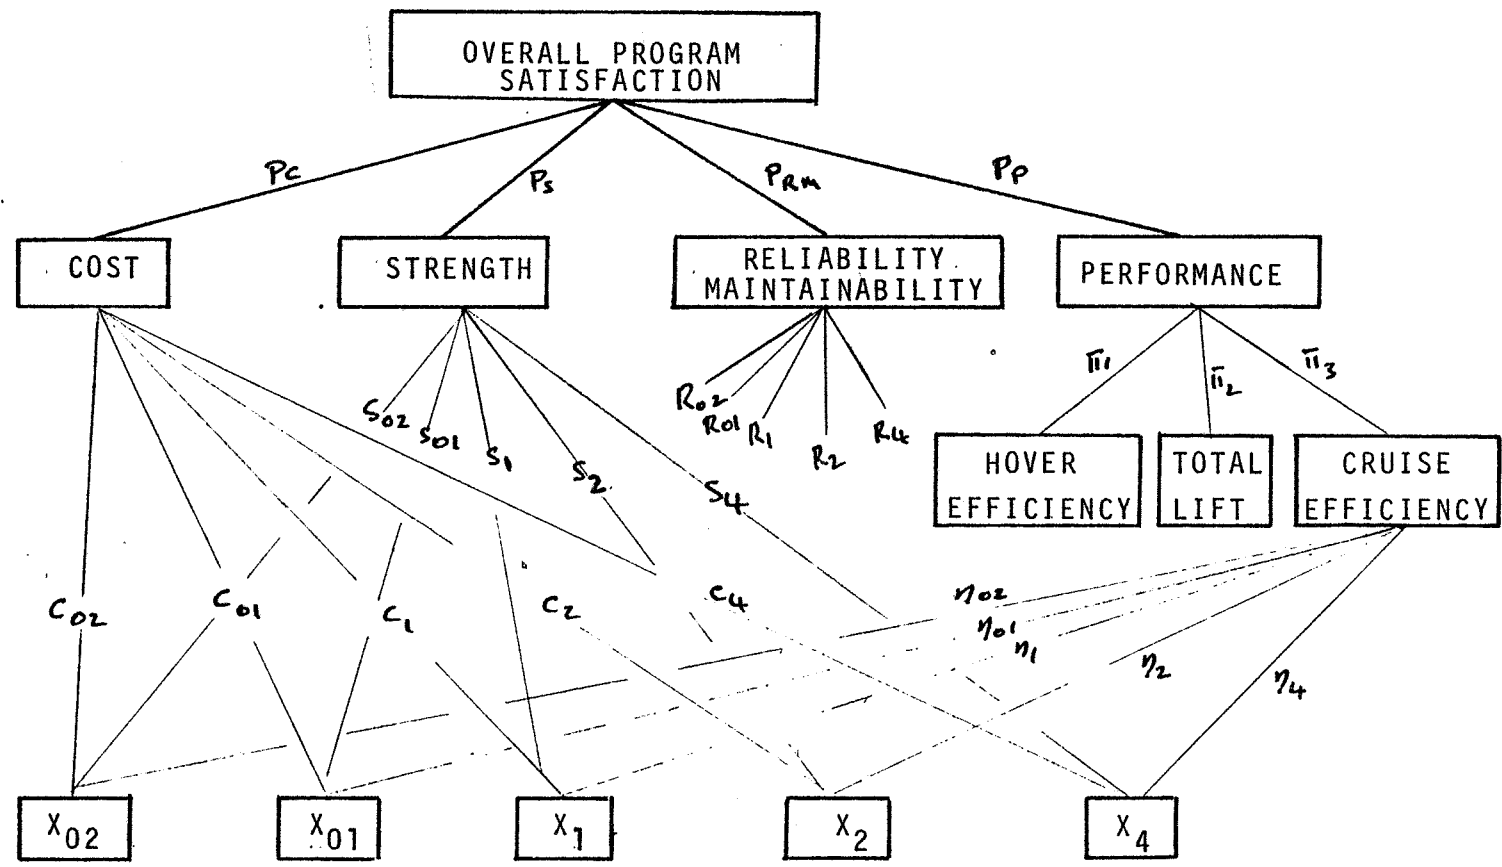 OVERALL PROGRAM
SATISFACTION
PC
PS
PRM
PP
COST
STRENGTH
RELIABILITY
MAINTAINABILITY
PERFORMANCE
π1
π2
π3
S02
S01
S1
S2
S4
R02
R01
R1
R2
R4
HOVER
EFFICIENCY
TOTAL
LIFT
CRUISE
EFFICIENCY
C02
C01
C1
C2
C4
η02
η01
η1
η2
η4
X02
X01
X1
X2
X4